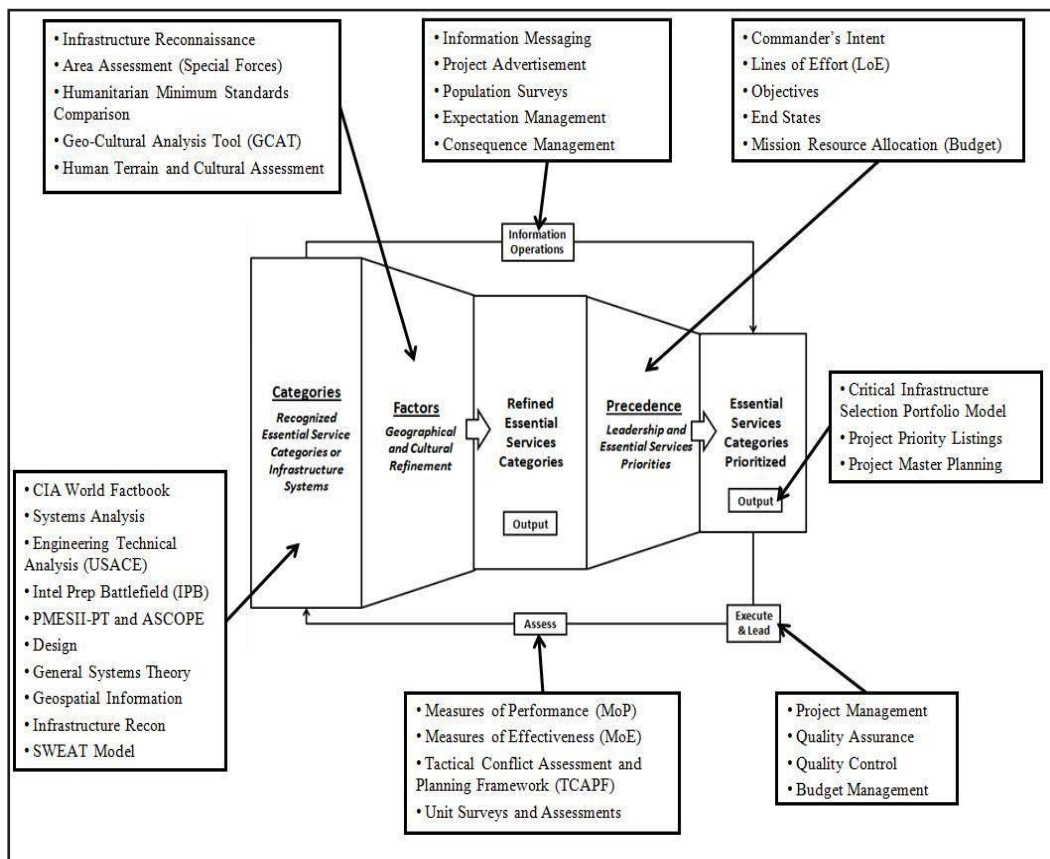 • Infrastructure Reconnaissance
• Area Assessment (Special Forces)
• Humanitarian Minimum Standards
Comparison
• Geo-Cultural Analysis Tool (GCAT)
• Human Terrain and Cultural Assessment
• Information Messaging
• Project Advertisement
• Population Surveys
• Expectation Management
• Consequence Management
• Commander's Intent
• Lines of Effort (LoE)
• Objectives
• End States
• Mission Resource Allocation (Budget)
Information
Operations
Categories
Recognized
Essential Service
Categories or
Infrastructure
Systems
Factors
Geographical
and Cultural
Refinement
Refined
Essential
Services
Categories
Output
Precedence
Leadership and
Essential Services
Priorities
Essential
Services
Categories
Prioritized
Output
• Critical Infrastructure
Selection Portfolio Model
• Project Priority Listings
• Project Master Planning
• CIA World Factbook
• Systems Analysis
• Engineering Technical
Analysis (USACE)
• Intel Prep Battlefield (IPB)
• PMESII-PT and ASCOPE
• Design
• General Systems Theory
• Geospatial Information
• Infrastructure Recon
• SWEAT Model
Assess
Execute
& Lead
• Measures of Performance (MoP)
• Measures of Effectiveness (MoE)
• Tactical Conflict Assessment and
Planning Framework (TCAPF)
• Unit Surveys and Assessments
• Project Management
• Quality Assurance
• Quality Control
• Budget Management